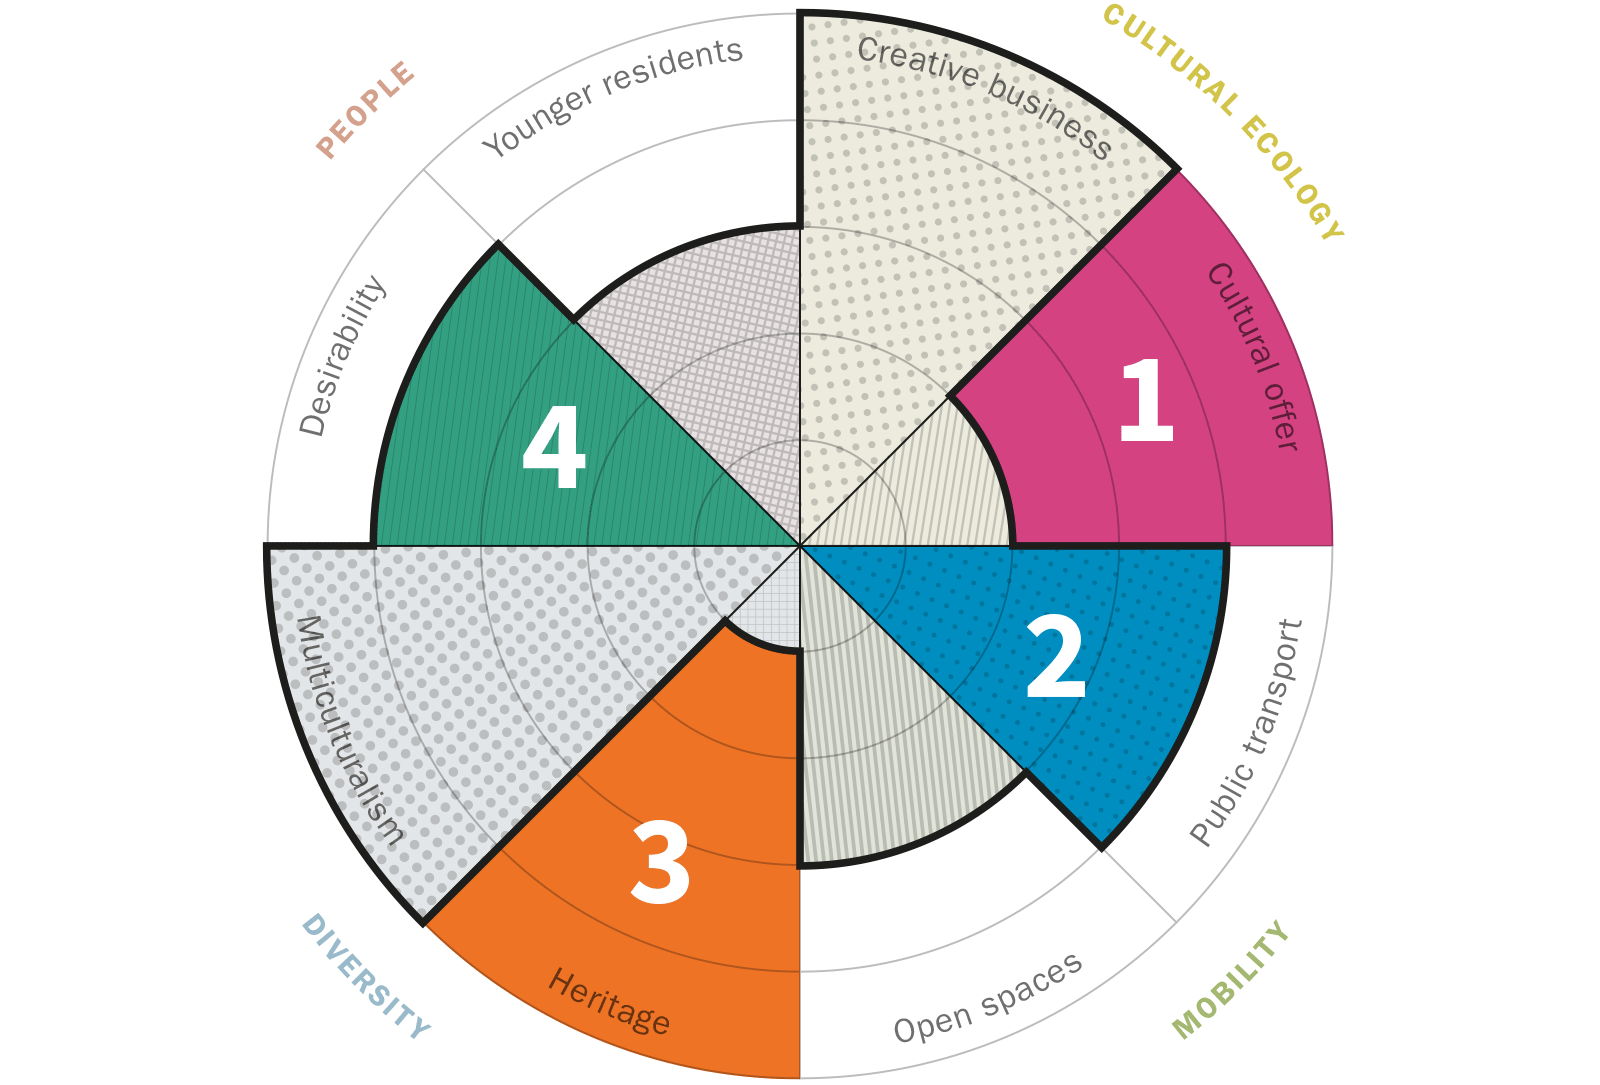 PEOPLE
Younger residents
Creative business
CULTURAL ECOLOGY
Desirability
Cultural offer
4
1
Multiculturalism
2
Public transport
3
Heritage
Open spaces
DIVERSITY
MOBILITY